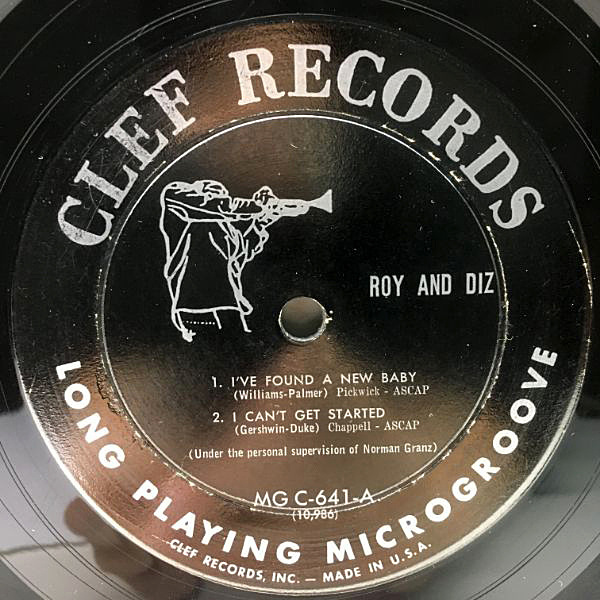 CLEF RECORDS
ROY AND DIZ
1. I'VE FOUND A NEW BABY
(Williams-Palmer) Pickwick - ASCAP
2. I CAN'T GET STARTED
(Gershwin-Duke) Chappell - ASCAP
(Under the personal supervision of Norman Granz)
MG C-641-A
(10,986)
LONG PLAYING MICROGROOVE
CLEF RECORDS, INC. — MADE IN U.S.A.